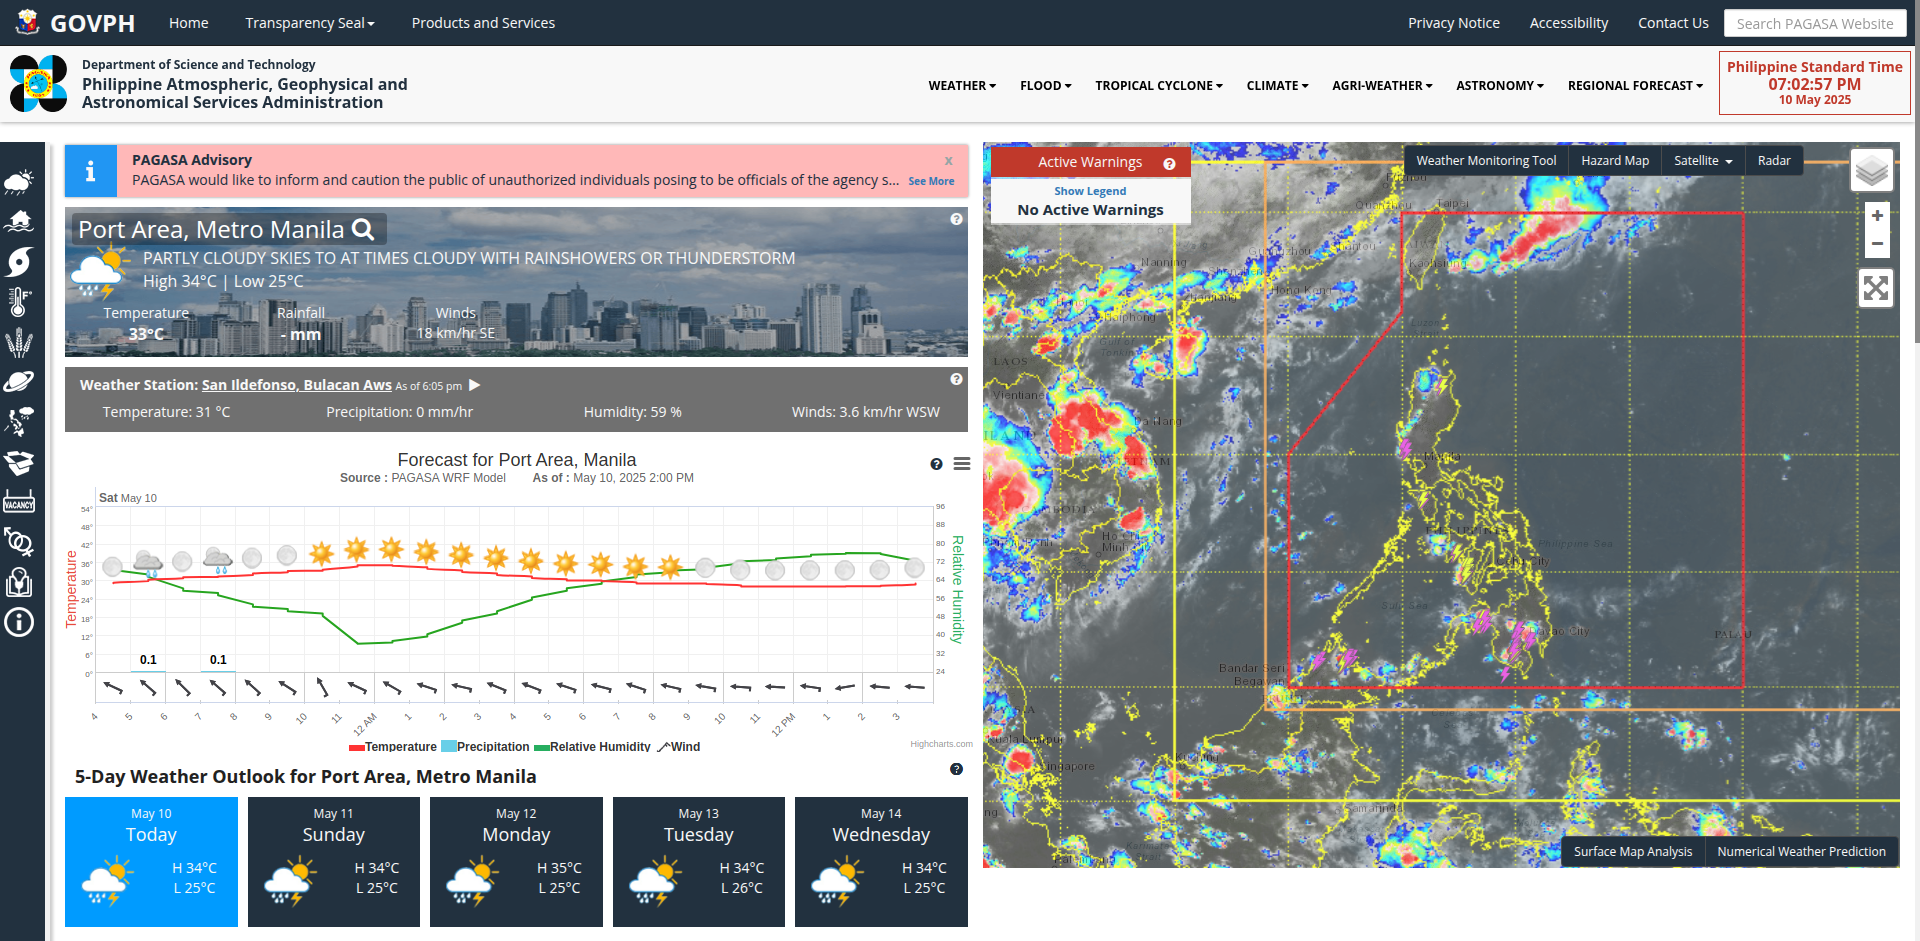 GOVPH
Home
Transparency Seal
Products and Services
Privacy Notice
Accessibility
Contact Us
Search PAGASA Website
Department of Science and Technology
Philippine Atmospheric, Geophysical and
Astronomical Services Administration
WEATHER
FLOOD
TROPICAL CYCLONE
CLIMATE
AGRI-WEATHER
ASTRONOMY
REGIONAL FORECAST
Philippine Standard Time
07:02:57 PM
10 May 2025
PAGASA Advisory
x
PAGASA would like to inform and caution the public of unauthorized individuals posing to be officials of the agency s... See More
Port Area, Metro Manila
PARTLY CLOUDY SKIES TO AT TIMES CLOUDY WITH RAINSHOWERS OR THUNDERSTORM
High 34°C | Low 25°C
Temperature
33°C
Rainfall
- mm
Winds
18 km/hr SE
Weather Station: San Ildefonso, Bulacan Aws As of 6:05 pm
Temperature: 31 °C
Precipitation: 0 mm/hr
Humidity: 59 %
Winds: 3.6 km/hr WSW
Forecast for Port Area, Manila
Source : PAGASA WRF Model As of : May 10, 2025 2:00 PM
Sat May 10
54°
48°
42°
36°
30°
24°
18°
12°
6°
0°
Temperature
96
88
80
72
64
56
48
40
32
24
Relative Humidity
0.1
0.1
4 5 6 7 8 9 10 11 12 AM 1 2 3 4 5 6 7 8 9 10 11 12 PM 1 2 3
Temperature Precipitation Relative Humidity Wind
Highcharts.com
5-Day Weather Outlook for Port Area, Metro Manila
May 10
Today
H 34°C
L 25°C
May 11
Sunday
H 34°C
L 25°C
May 12
Monday
H 35°C
L 25°C
May 13
Tuesday
H 34°C
L 26°C
May 14
Wednesday
H 34°C
L 25°C
VACANCY
Active Warnings
Show Legend
No Active Warnings
Weather Monitoring Tool
Hazard Map
Satellite
Radar
+
−
Taipei
Nanning
Hong Kong
Haiphong
LAOS
Vientiane
Da Nang
Manila
Philippine Sea
Sulu Sea
Davao City
PALAU
Bandar Seri
Begawan
Kuala Lumpur
Singapore
Kuching
Surface Map Analysis
Numerical Weather Prediction